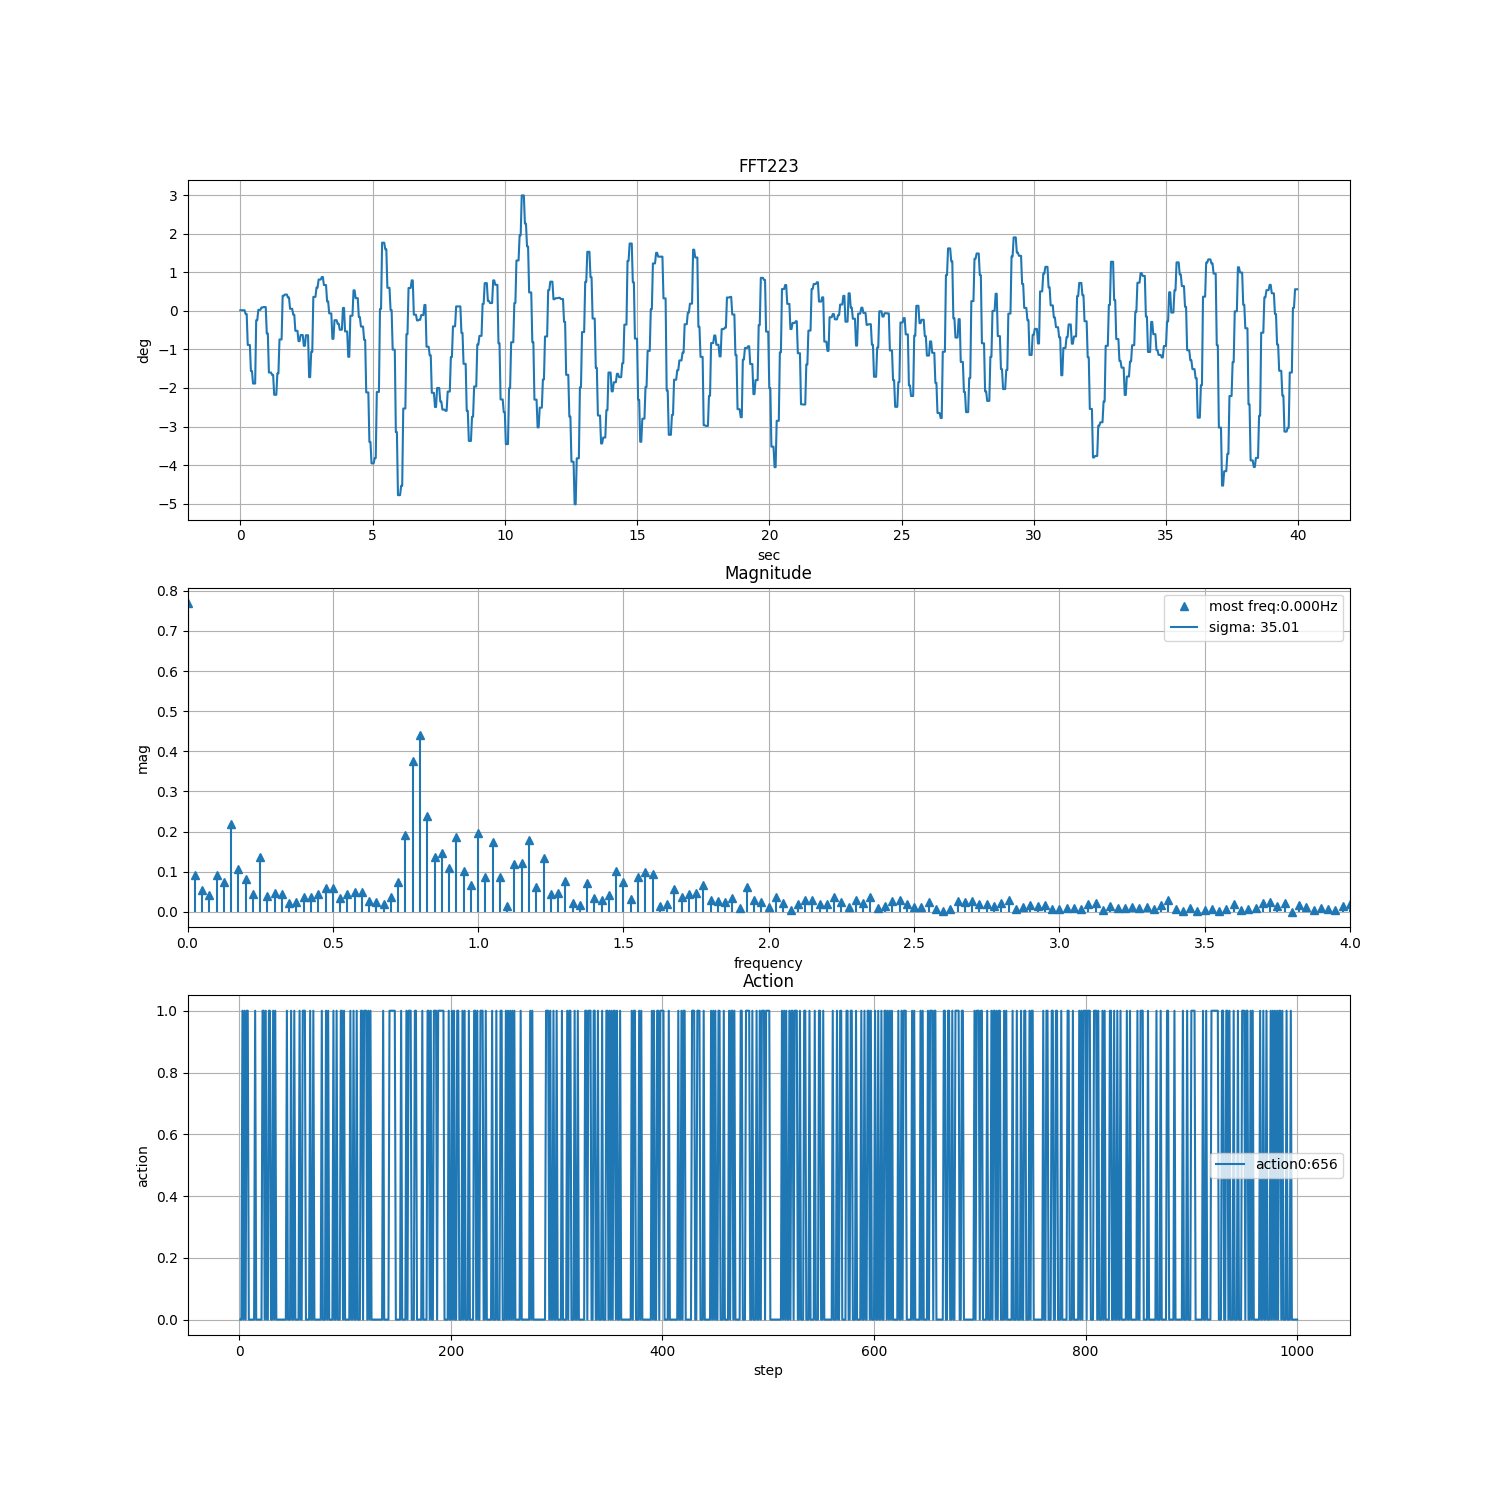 FFT223
3
2
1
0
−1
−2
−3
−4
−5
deg
0 5 10 15 20 25 30 35 40
sec
Magnitude
0.8
0.7
0.6
0.5
0.4
0.3
0.2
0.1
0.0
mag
most freq:0.000Hz
sigma: 35.01
0.0 0.5 1.0 1.5 2.0 2.5 3.0 3.5 4.0
frequency
Action
1.0
0.8
0.6
0.4
0.2
0.0
action
action0:656
0 200 400 600 800 1000
step